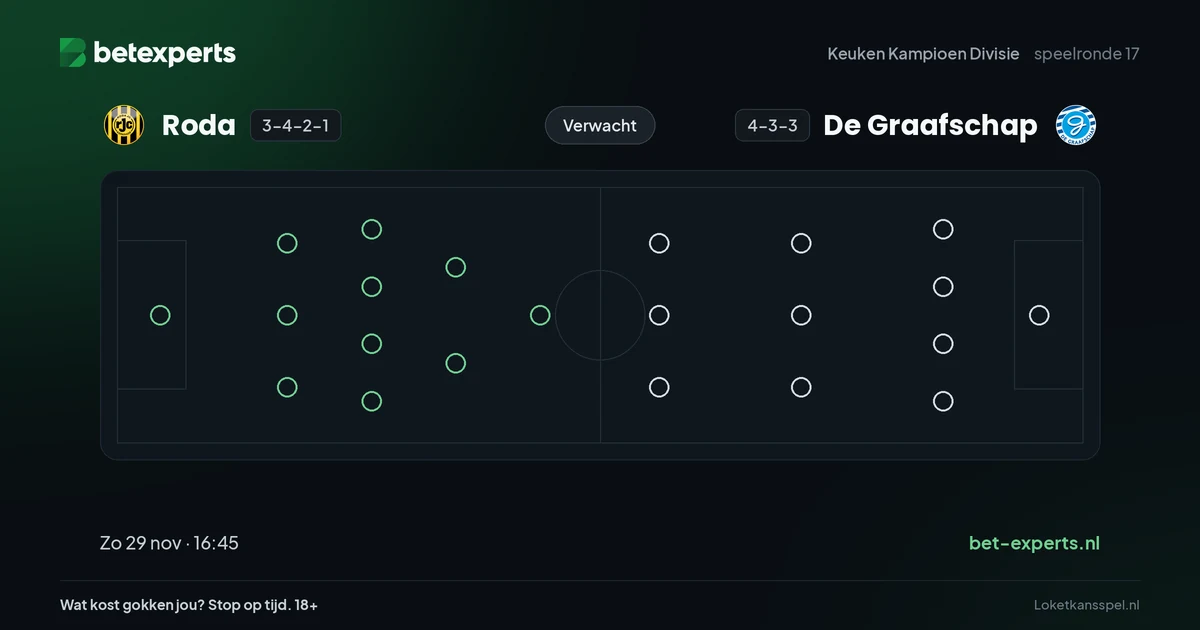 betexperts
Keuken Kampioen Divisie speelronde 17
Roda 3-4-2-1
Verwacht
4-3-3 De Graafschap
Zo 29 nov · 16:45
bet-experts.nl
Wat kost gokken jou? Stop op tijd. 18+
Loketkansspel.nl